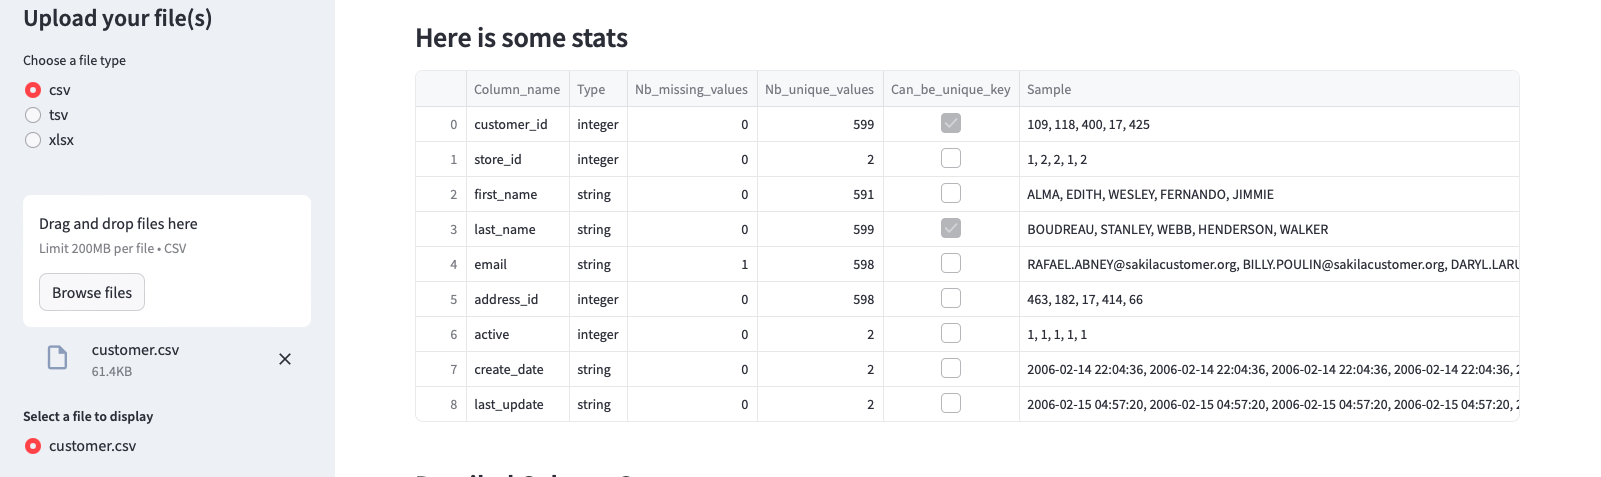 Upload your file(s)
Choose a file type
csv
tsv
xlsx
Drag and drop files here
Limit 200MB per file • CSV
Browse files
customer.csv
61.4KB
Select a file to display
customer.csv
Here is some stats
Column_name Type Nb_missing_values Nb_unique_values Can_be_unique_key Sample
0 customer_id integer 0 599 109, 118, 400, 17, 425
1 store_id integer 0 2 1, 2, 2, 1, 2
2 first_name string 0 591 ALMA, EDITH, WESLEY, FERNANDO, JIMMIE
3 last_name string 0 599 BOUDREAU, STANLEY, WEBB, HENDERSON, WALKER
4 email string 1 598 RAFAEL.ABNEY@sakilacustomer.org, BILLY.POULIN@sakilacustomer.org, DARYL.LARU
5 address_id integer 0 598 463, 182, 17, 414, 66
6 active integer 0 2 1, 1, 1, 1, 1
7 create_date string 0 2 2006-02-14 22:04:36, 2006-02-14 22:04:36, 2006-02-14 22:04:36, 2006-02-14 22:04:36, 2
8 last_update string 0 2 2006-02-15 04:57:20, 2006-02-15 04:57:20, 2006-02-15 04:57:20, 2006-02-15 04:57:20, 2